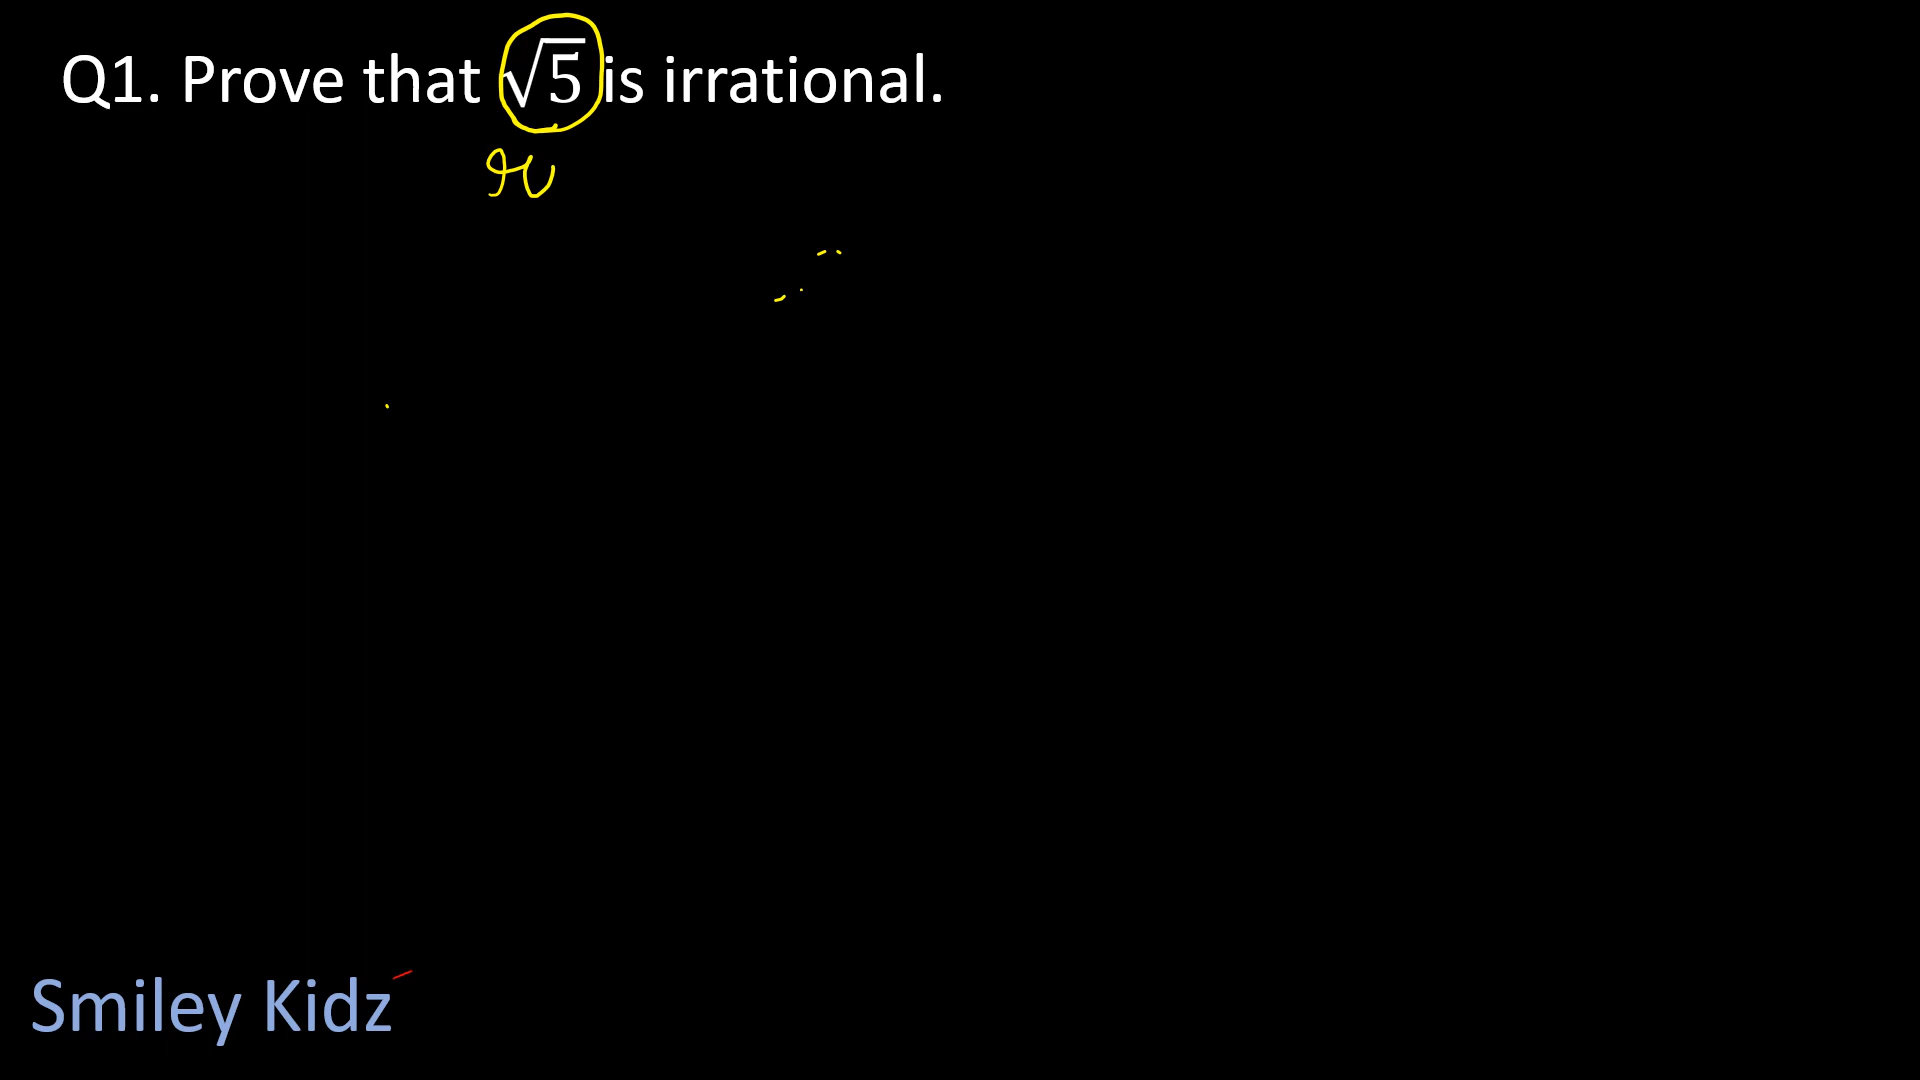 Q1. Prove that √5 is irrational.
Smiley Kidz